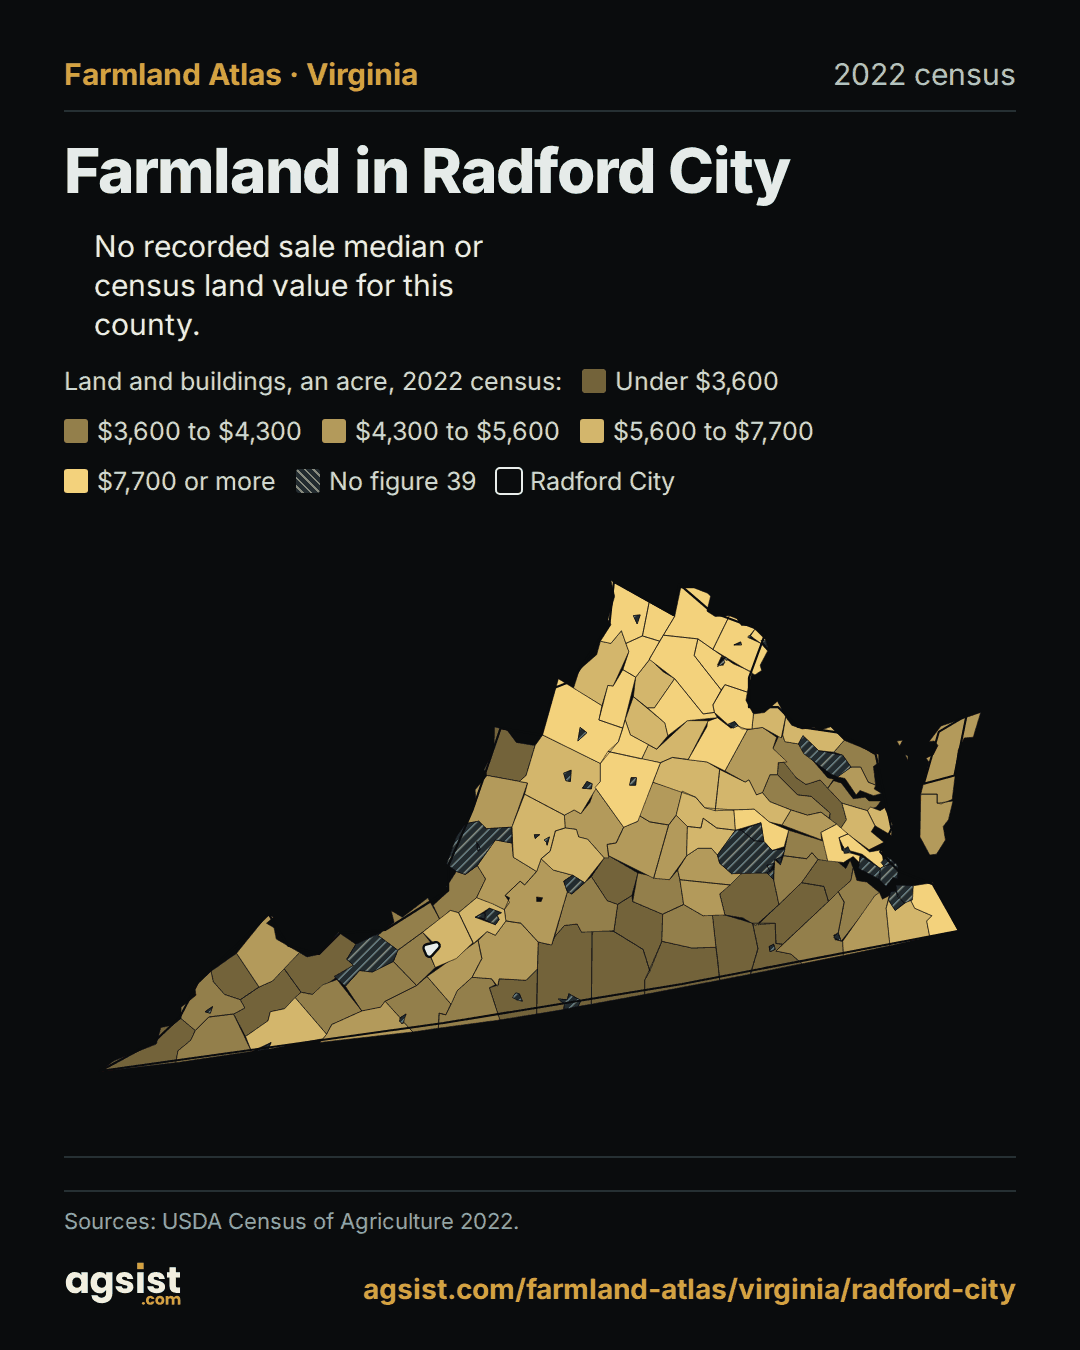 Farmland Atlas · Virginia
2022 census
Farmland in Radford City
No recorded sale median or
census land value for this
county.
Land and buildings, an acre, 2022 census: Under $3,600
$3,600 to $4,300 $4,300 to $5,600 $5,600 to $7,700
$7,700 or more No figure 39 Radford City
Sources: USDA Census of Agriculture 2022.
agsist
.com
agsist.com/farmland-atlas/virginia/radford-city